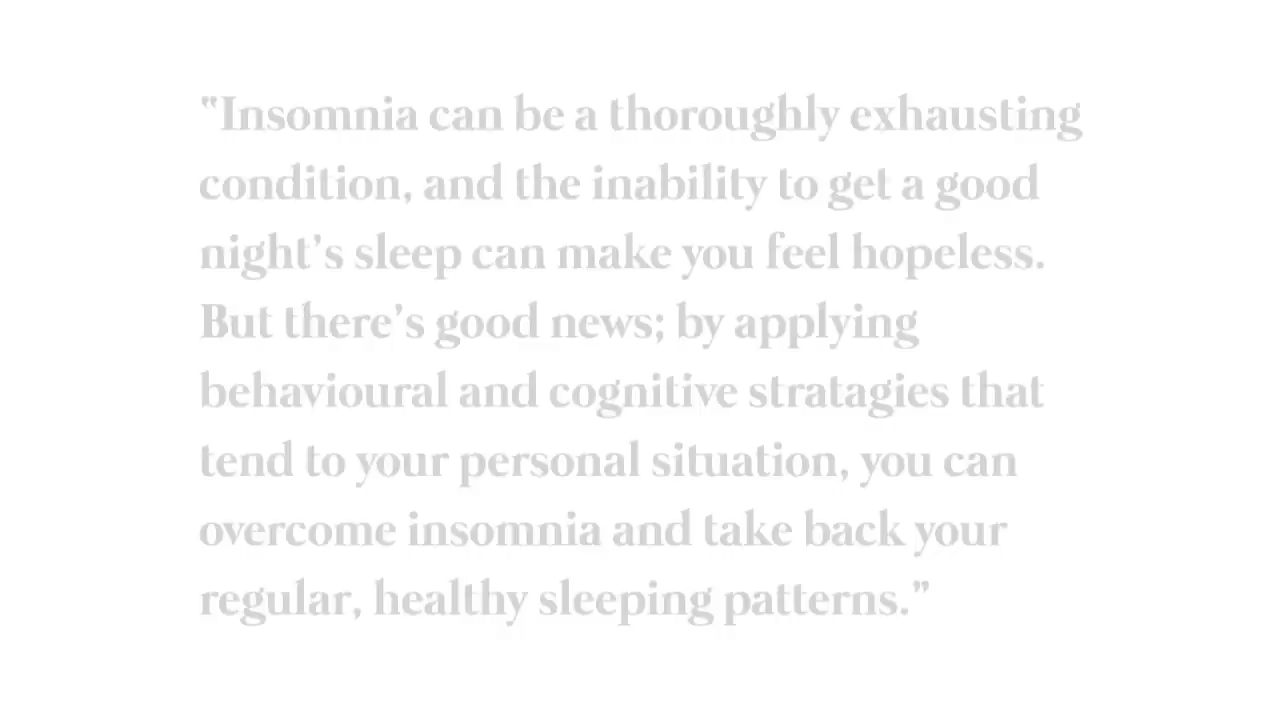 “Insomnia can be a thoroughly exhausting
condition, and the inability to get a good
night’s sleep can make you feel hopeless.
But there’s good news; by applying
behavioural and cognitive stratagies that
tend to your personal situation, you can
overcome insomnia and take back your
regular, healthy sleeping patterns.”